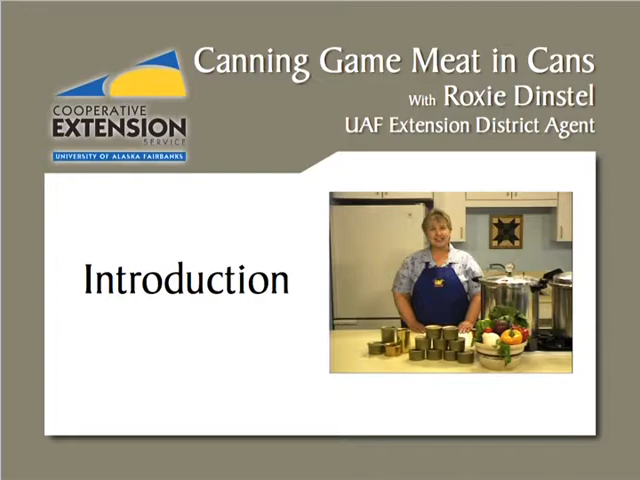 Canning Game Meat in Cans
With Roxie Dinstel
UAF Extension District Agent
COOPERATIVE
EXTENSION
SERVICE
UNIVERSITY OF ALASKA FAIRBANKS
Introduction